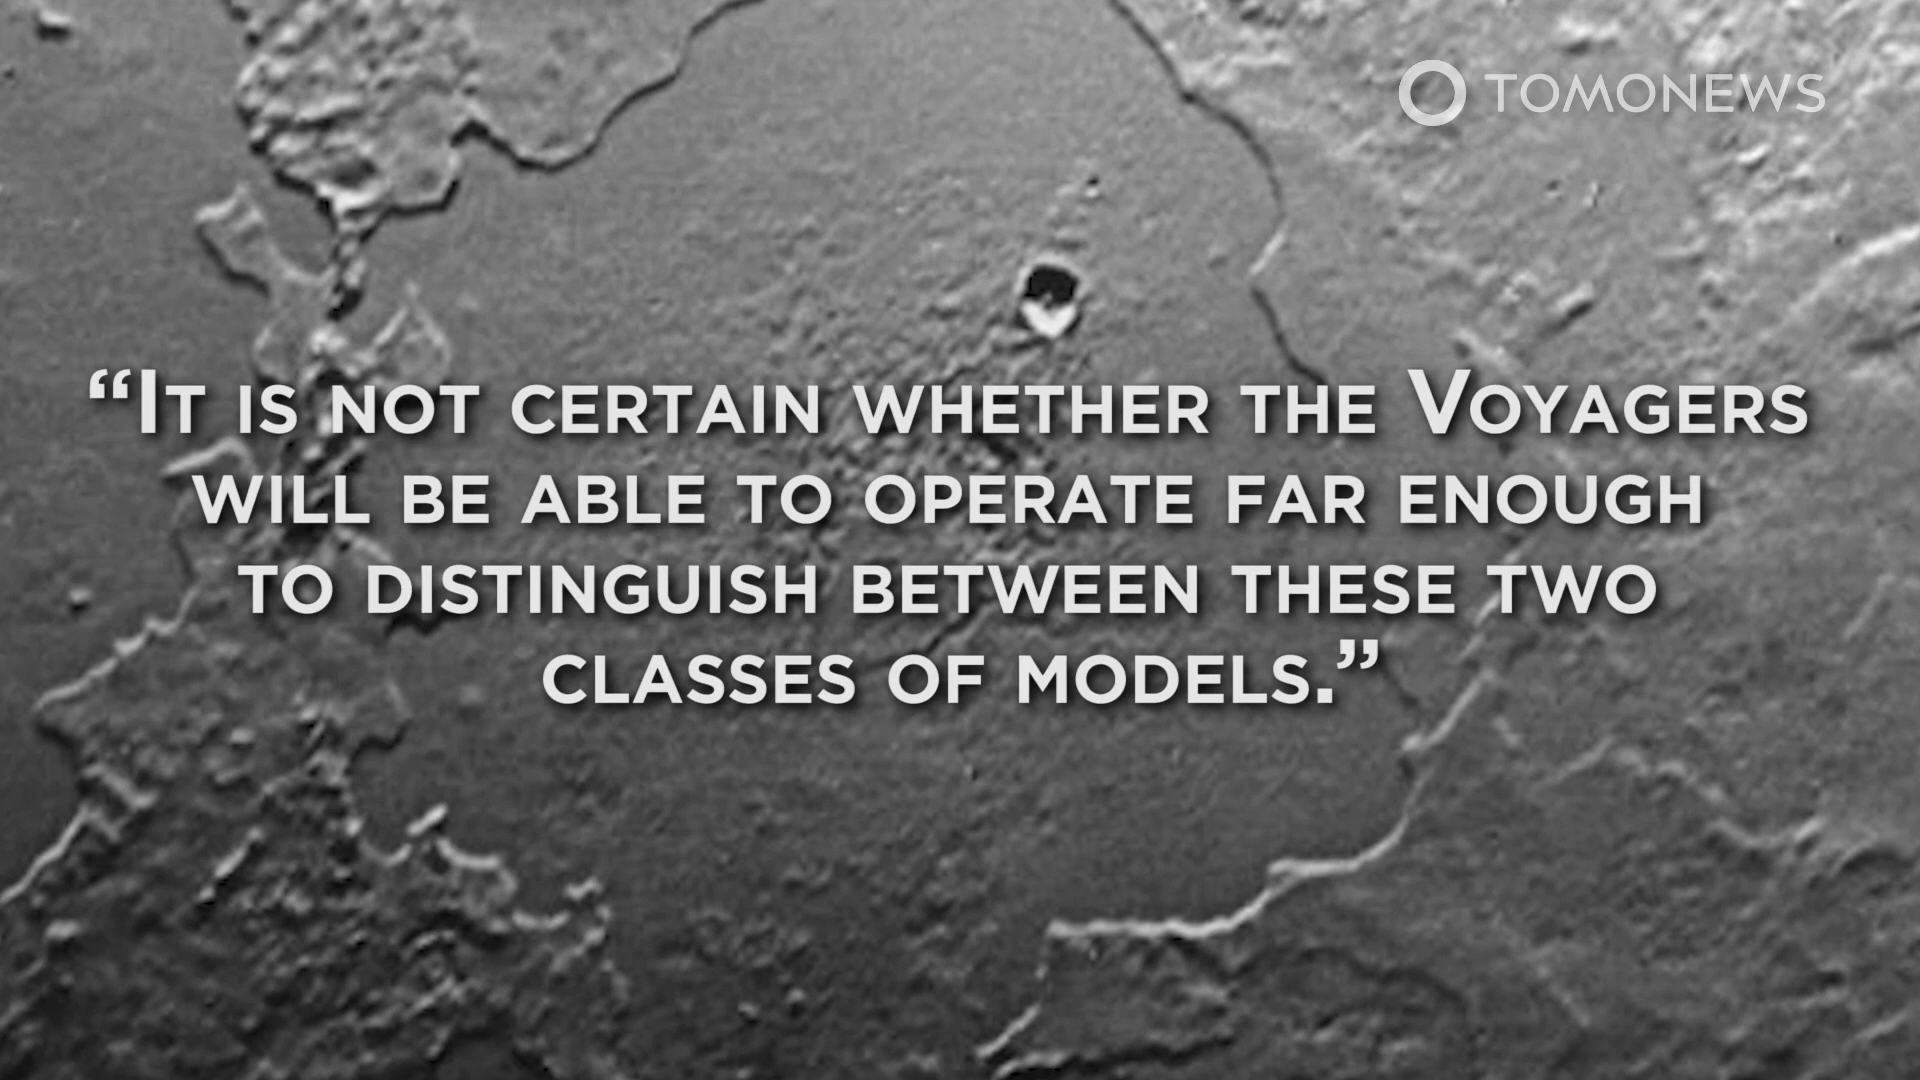 TOMONEWS
“It is not certain whether the Voyagers
will be able to operate far enough
to distinguish between these two
classes of models.”